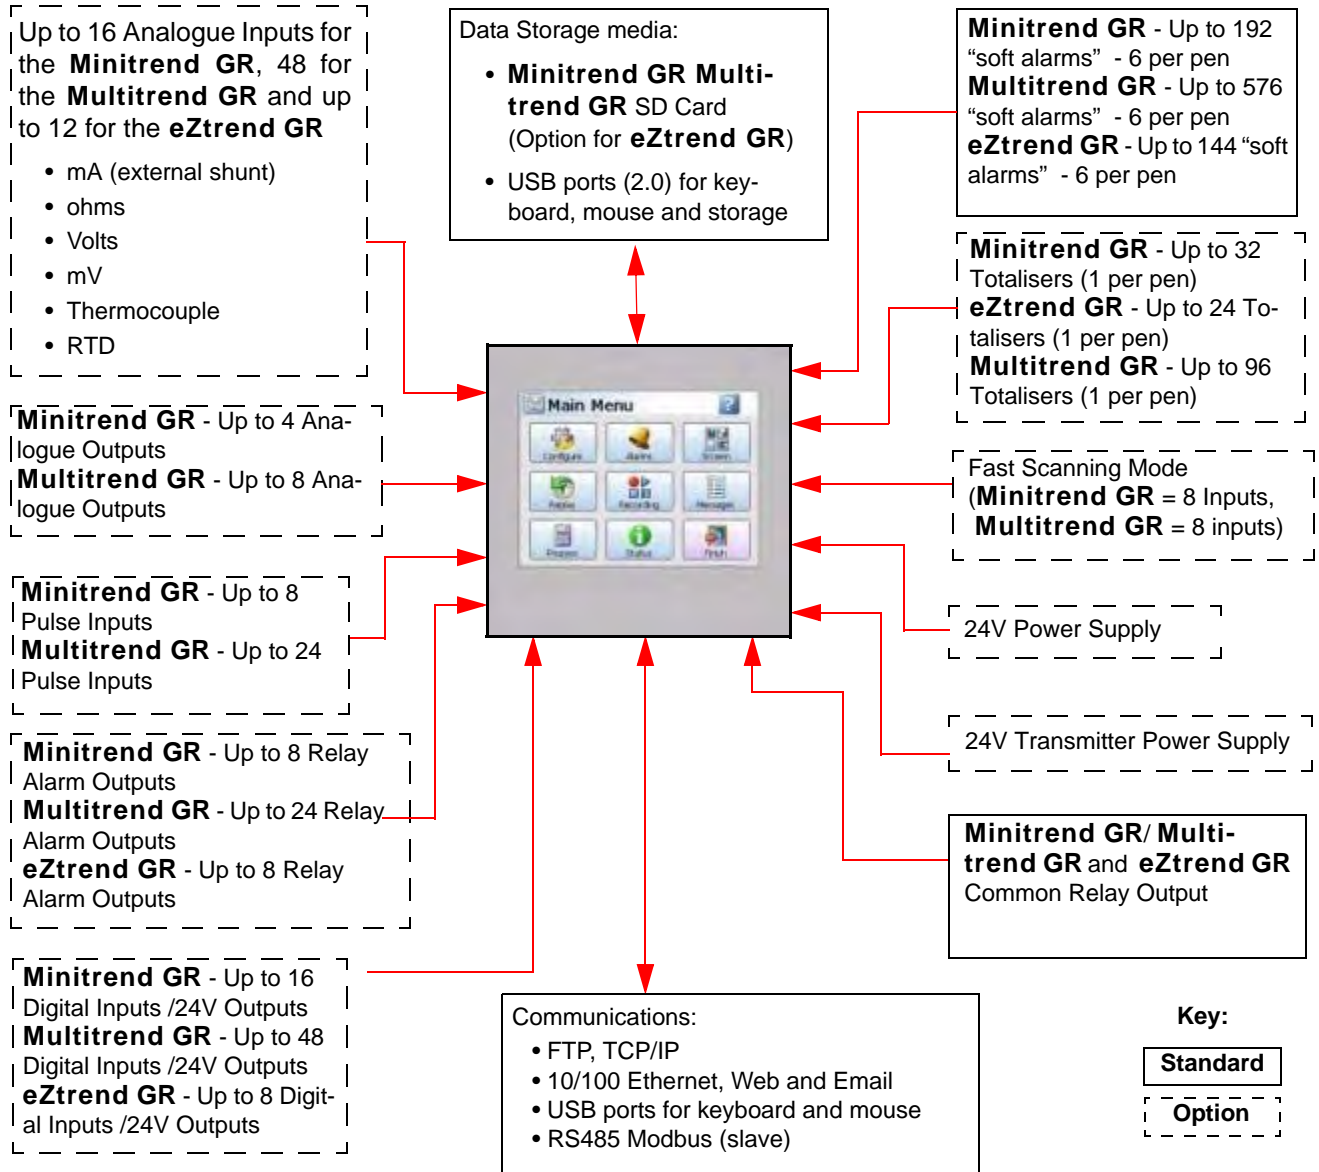 Up to 16 Analogue Inputs for
the Minitrend GR, 48 for
the Multitrend GR and up
to 12 for the eZtrend GR
• mA (external shunt)
• ohms
• Volts
• mV
• Thermocouple
• RTD
Minitrend GR - Up to 4 Ana-
logue Outputs
Multitrend GR - Up to 8 Ana-
logue Outputs
Minitrend GR - Up to 8
Pulse Inputs
Multitrend GR - Up to 24
Pulse Inputs
Minitrend GR - Up to 8 Relay
Alarm Outputs
Multitrend GR - Up to 24 Relay
Alarm Outputs
eZtrend GR - Up to 8 Relay
Alarm Outputs
Minitrend GR - Up to 16
Digital Inputs /24V Outputs
Multitrend GR - Up to 48
Digital Inputs /24V Outputs
eZtrend GR - Up to 8 Digit-
al Inputs /24V Outputs
Data Storage media:
• Minitrend GR Multi-
trend GR SD Card
(Option for eZtrend GR)
• USB ports (2.0) for key-
board, mouse and storage
Main Menu
Configure
Alarms
Screen
Recording
Messages
Process
Status
Finish
Communications:
• FTP, TCP/IP
• 10/100 Ethernet, Web and Email
• USB ports for keyboard and mouse
• RS485 Modbus (slave)
Minitrend GR - Up to 192
“soft alarms” - 6 per pen
Multitrend GR - Up to 576
“soft alarms” - 6 per pen
eZtrend GR - Up to 144 “soft
alarms” - 6 per pen
Minitrend GR - Up to 32
Totalisers (1 per pen)
eZtrend GR - Up to 24 To-
talisers (1 per pen)
Multitrend GR - Up to 96
Totalisers (1 per pen)
Fast Scanning Mode
(Minitrend GR = 8 Inputs,
Multitrend GR = 8 inputs)
24V Power Supply
24V Transmitter Power Supply
Minitrend GR/ Multi-
trend GR and eZtrend GR
Common Relay Output
Key:
Standard
Option